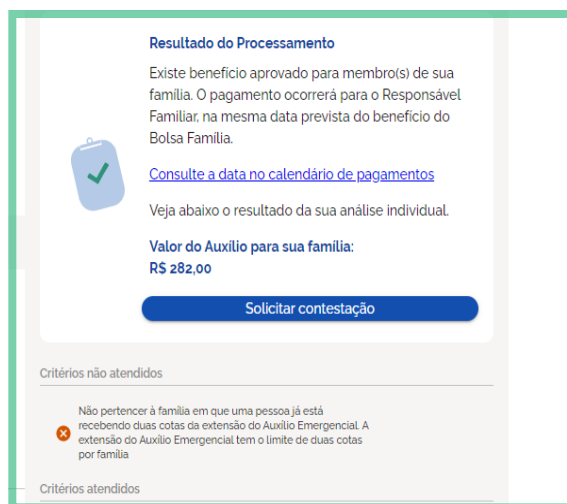 Resultado do Processamento
Existe benefício aprovado para membro(s) de sua
família. O pagamento ocorrerá para o Responsável
Familiar, na mesma data prevista do benefício do
Bolsa Família.
Consulte a data no calendário de pagamentos
Veja abaixo o resultado da sua análise individual.
Valor do Auxílio para sua família:
R$ 282,00
Solicitar contestação
Critérios não atendidos
Não pertencer à família em que uma pessoa já está
recebendo duas cotas da extensão do Auxílio Emergencial. A
extensão do Auxílio Emergencial tem o limite de duas cotas
por família
Critérios atendidos